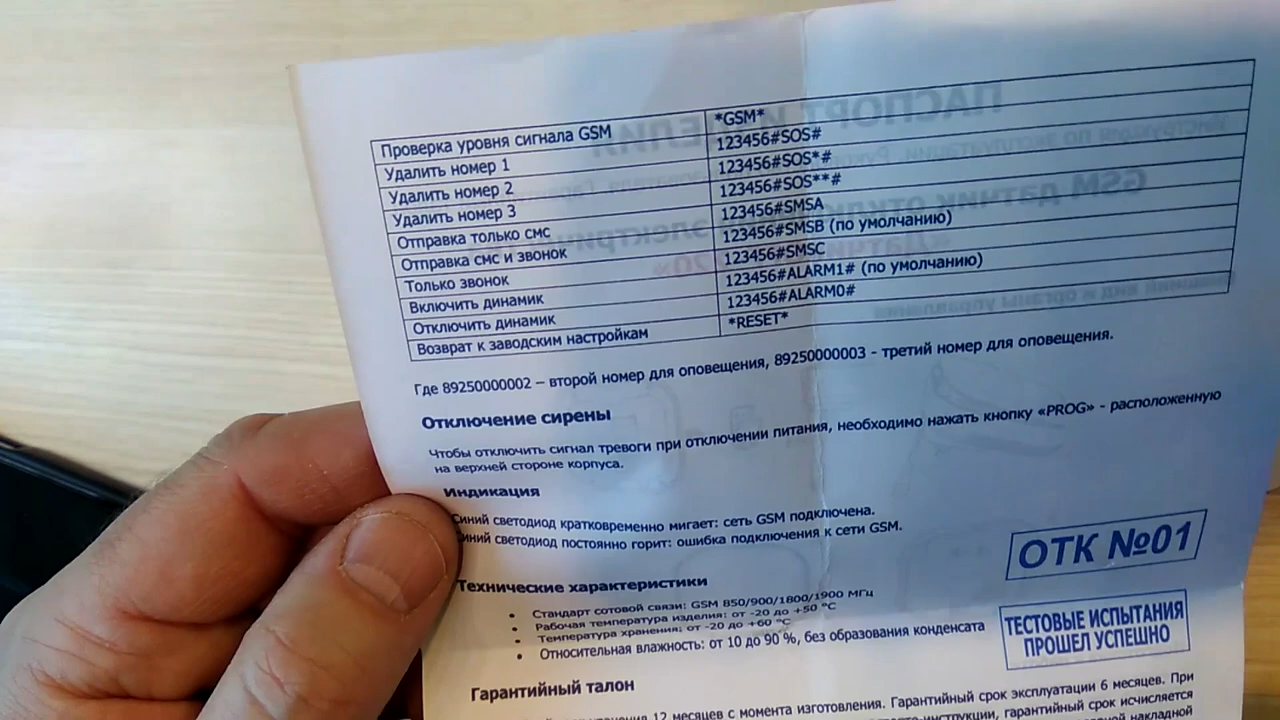 Проверка уровня сигнала GSM *GSM*
Удалить номер 1 123456#SOS#
Удалить номер 2 123456#SOS*#
Удалить номер 3 123456#SOS**#
Отправка только смс 123456#SMSA
Отправка смс и звонок 123456#SMSB (по умолчанию)
Только звонок 123456#SMSC
Включить динамик 123456#ALARM1# (по умолчанию)
Отключить динамик 123456#ALARM0#
Возврат к заводским настройкам *RESET*
Где 89250000002 – второй номер для оповещения, 89250000003 - третий номер для оповещения.
Отключение сирены
Чтобы отключить сигнал тревоги при отключении питания, необходимо нажать кнопку «PROG» - расположенную
на верхней стороне корпуса.
Индикация
Синий светодиод кратковременно мигает: сеть GSM подключена.
Синий светодиод постоянно горит: ошибка подключения к сети GSM.
ОТК №01
Технические характеристики
• Стандарт сотовой связи: GSM 850/900/1800/1900 МГц
• Рабочая температура изделия: от -20 до +50 °C
• Температура хранения: от -20 до +60 °C
• Относительная влажность: от 10 до 90 %, без образования конденсата
ТЕСТОВЫЕ ИСПЫТАНИЯ
ПРОШЕЛ УСПЕШНО
Гарантийный талон
12 месяцев с момента изготовления. Гарантийный срок эксплуатации 6 месяцев. При
гарантийный срок исчисляется
накладной